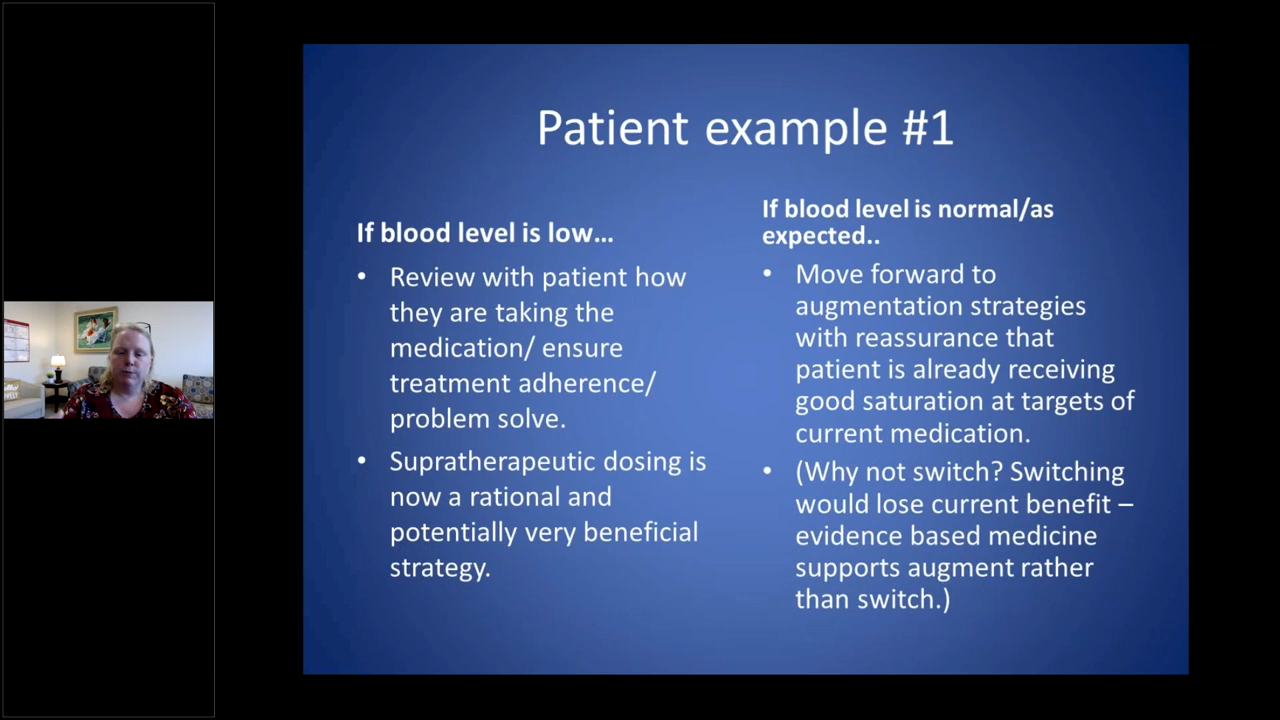 Patient example #1
If blood level is low…
• Review with patient how
they are taking the
medication/ ensure
treatment adherence/
problem solve.
• Supratherapeutic dosing is
now a rational and
potentially very beneficial
strategy.
If blood level is normal/as
expected..
• Move forward to
augmentation strategies
with reassurance that
patient is already receiving
good saturation at targets of
current medication.
• (Why not switch? Switching
would lose current benefit –
evidence based medicine
supports augment rather
than switch.)